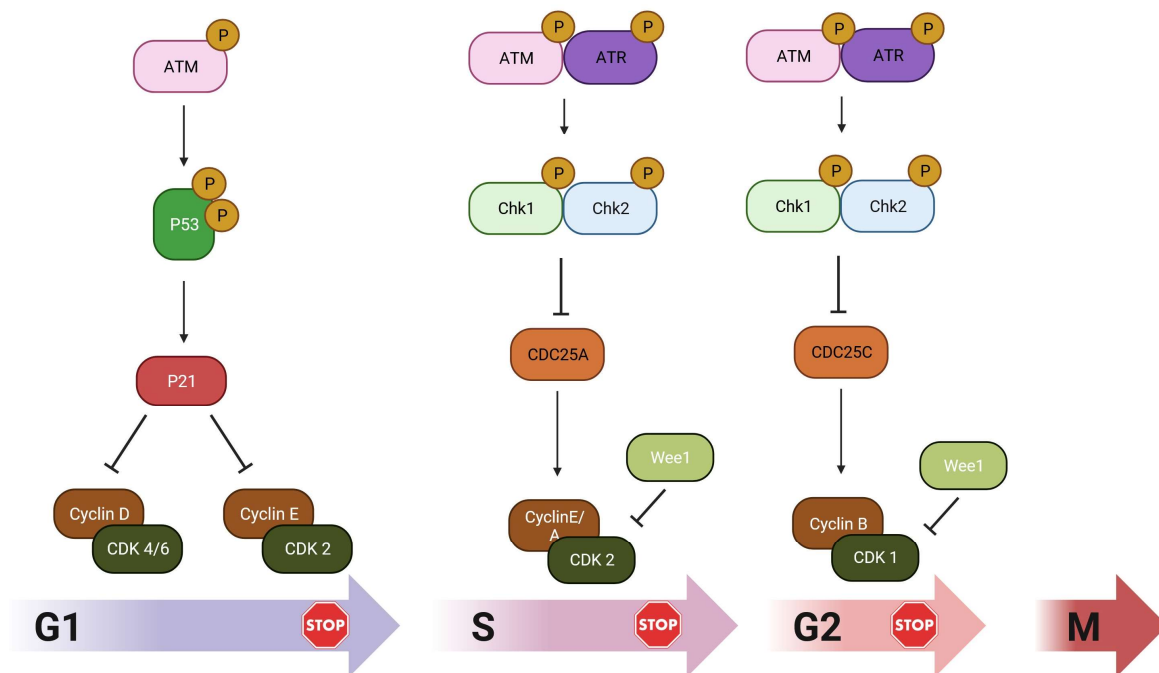 P
P
P
P
P
ATM
ATM
ATR
ATM
ATR
P
P
P
P
P
P
P53
Chk1
Chk2
Chk1
Chk2
CDC25A
CDC25C
P21
Wee1
Wee1
Cyclin D
CDK 4/6
Cyclin E
CDK 2
CyclinE/
A
CDK 2
Cyclin B
CDK 1
G1
STOP
S
STOP
G2
STOP
M